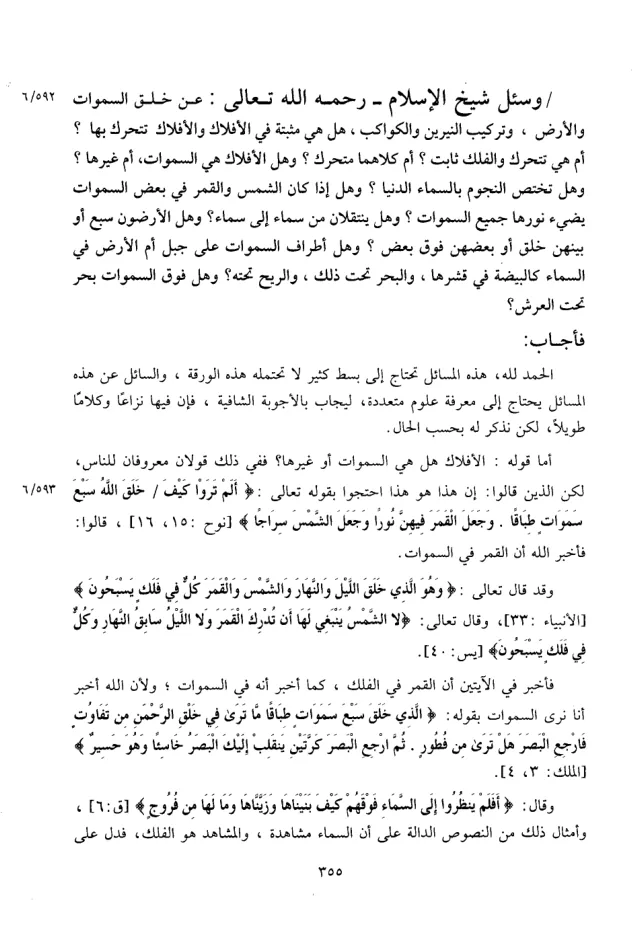 ٦/٥٩٢ / وسئل شيخ الإسلام ـ رحمه الله تعالى : عن خلق السموات
والأرض ، وتركيب النيرين والكواكب ، هل هي مثبتة في الأفلاك والأفلاك تتحرك بها ؟
أم هي تتحرك والفلك ثابت ؟ أم كلاهما متحرك ؟ وهل الأفلاك هي السموات، أم غيرها ؟
وهل تختص النجوم بالسماء الدنيا ؟ وهل إذا كان الشمس والقمر في بعض السموات
يضيء نورها جميع السموات ؟ وهل ينتقلان من سماء إلى سماء؟ وهل الأرضون سبع أو
بينهن خلق أو بعضهن فوق بعض ؟ وهل أطراف السموات على جبل أم الأرض في
السماء كالبيضة في قشرها ، والبحر تحت ذلك ، والريح تحته؟ وهل فوق السموات بحر
تحت العرش؟
فأجاب:
الحمد لله، هذه المسائل تحتاج إلى بسط كثير لا تحتمله هذه الورقة ، والسائل عن هذه
المسائل يحتاج إلى معرفة علوم متعددة، ليجاب بالأجوبة الشافية ، فإن فيها نزاعًا وكلامًا
طويلاً، لكن نذكر له بحسب الحال.
أما قوله : الأفلاك هل هي السموات أو غيرها؟ ففي ذلك قولان معروفان للناس،
٦/٥٩٣ لكن الذين قالوا: إن هذا هو هذا احتجوا بقوله تعالى :﴿ أَلَمْ تَرَوْا كَيْفَ / خَلَقَ اللَّهُ سَبْعَ
سَمَوَاتٍ طِبَاقًا . وَجَعَلَ الْقَمَرَ فِيهِنَّ نُورًا وَجَعَلَ الشَّمْسَ سِرَاجًا ﴾ [نوح :١٥، ١٦] ، قالوا:
فأخبر الله أن القمر في السموات.
وقد قال تعالى :﴿ وَهُوَ الَّذِي خَلَقَ اللَّيْلَ وَالنَّهَارَ وَالشَّمْسَ وَالْقَمَرَ كُلٌّ فِي فَلَكٍ يَسْبَحُونَ ﴾
[الأنبياء :٣٣]، وقال تعالى: ﴿لا الشَّمْسُ يَنْبَغِي لَهَا أَن تُدْرِكَ الْقَمَرَ وَلا اللَّيْلُ سَابِقُ النَّهَارِ وَكُلٌّ
فِي فَلَكٍ يَسْبَحُونَ﴾ [يس: ٤٠].
فأخبر في الآيتين أن القمر في الفلك ، كما أخبر أنه في السموات ؛ ولأن الله أخبر
أنا نرى السموات بقوله: ﴿ الَّذِي خَلَقَ سَبْعَ سَمَوَاتٍ طِبَاقًا مَّا تَرَىٰ فِي خَلْقِ الرَّحْمَنِ مِن تَفَاوُتٍ
فَارْجِعِ الْبَصَرَ هَلْ تَرَىٰ مِن فُطُورٍ . ثُمَّ ارْجِعِ الْبَصَرَ كَرَّتَيْنِ يَنقَلِبْ إِلَيْكَ الْبَصَرُ خَاسِئًا وَهُوَ حَسِيرٌ ﴾
[الملك: ٣، ٤].
وقال: ﴿ أَفَلَمْ يَنظُرُوا إِلَى السَّمَاءِ فَوْقَهُمْ كَيْفَ بَنَيْنَاهَا وَزَيَّنَّاهَا وَمَا لَهَا مِن فُرُوجٍ ﴾ [ق:٦] ،
وأمثال ذلك من النصوص الدالة على أن السماء مشاهدة ، والمشاهد هو الفلك، فدل على
٣٥٥